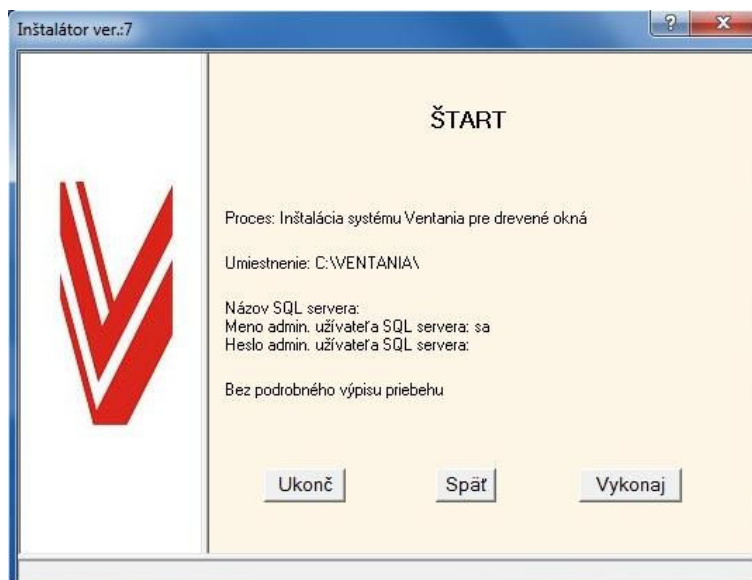 Inštalátor ver.:7
ŠTART
Proces: Inštalácia systému Ventania pre drevené okná
Umiestnenie: C:\VENTANIA\
Názov SQL servera:
Meno admin. užívateľa SQL servera: sa
Heslo admin. užívateľa SQL servera:
Bez podrobného výpisu priebehu
Ukonč Späť Vykonaj